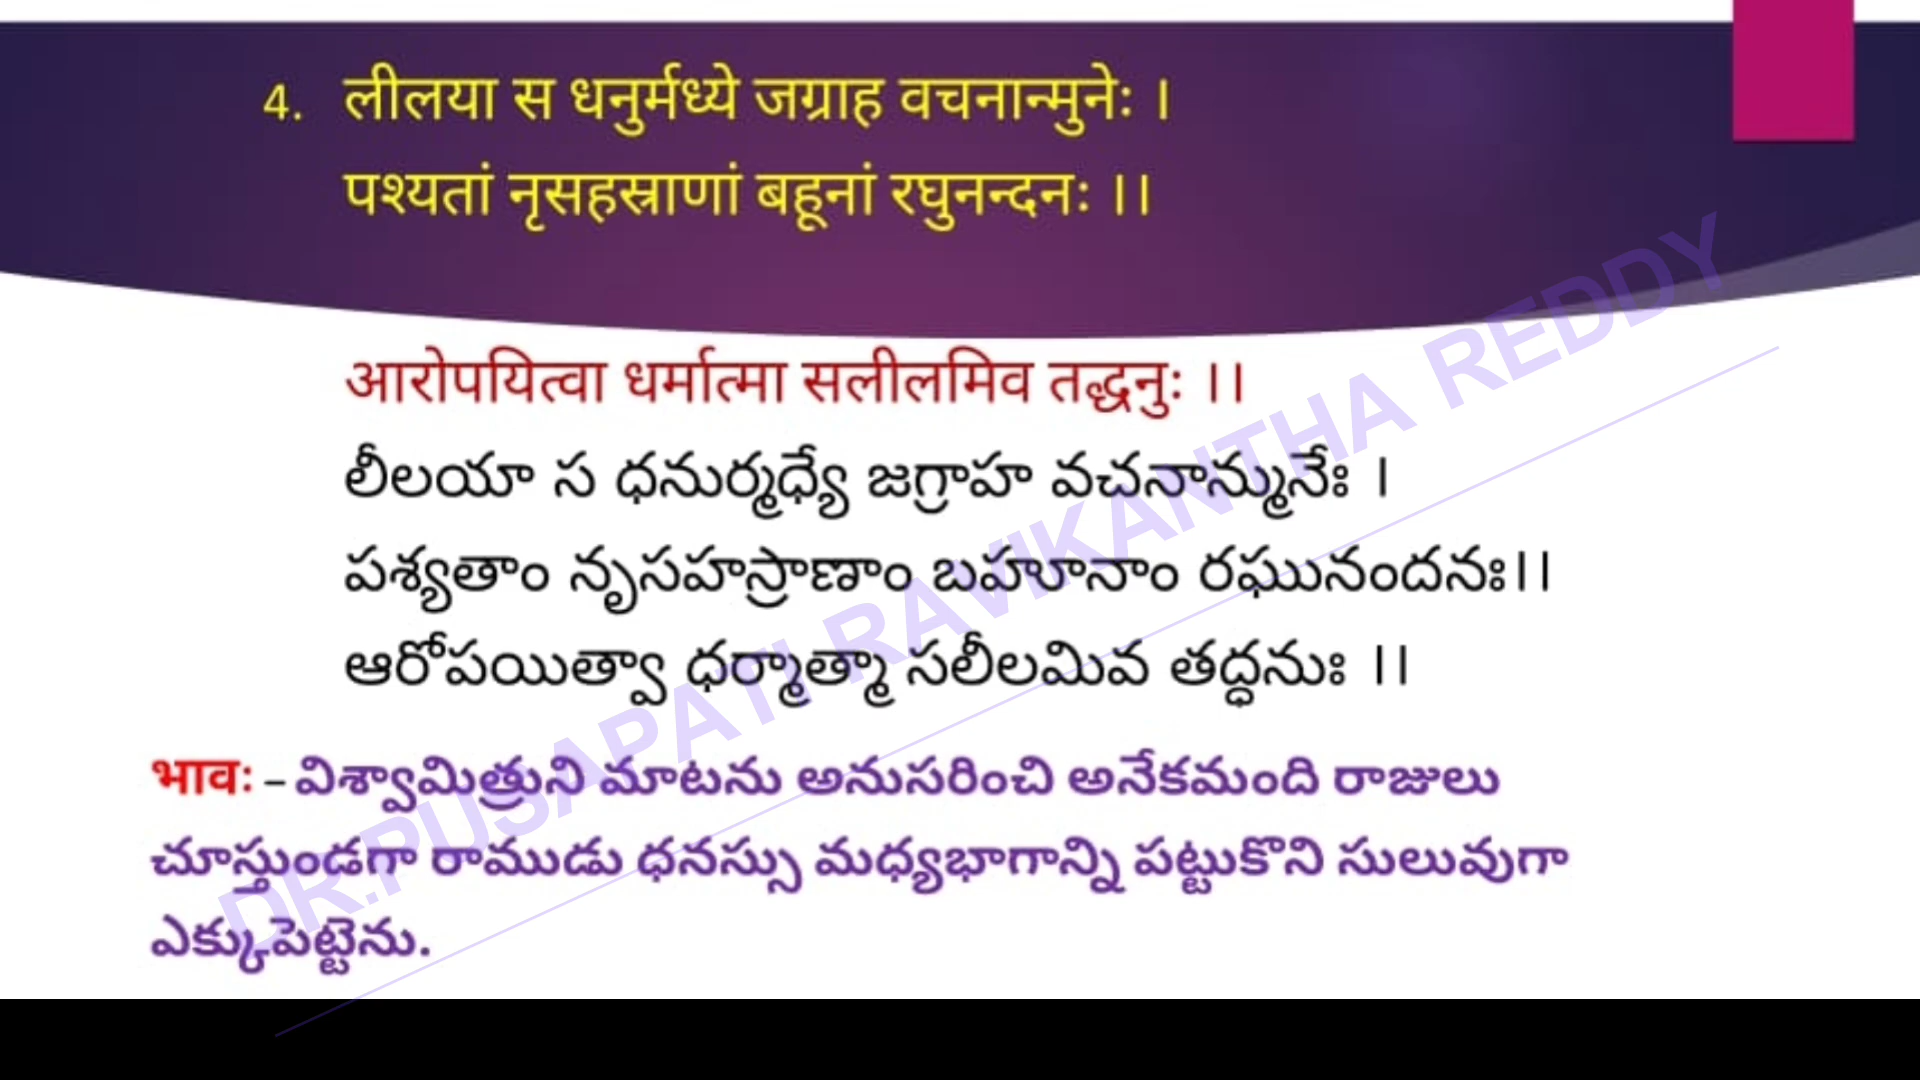 4. लीलया स धनुर्मध्ये जग्राह वचनान्मुनेः ।
पश्यतां नृसहस्राणां बहूनां रघुनन्दनः ।।
आरोपयित्वा धर्मात्मा सलीलमिव तद्धनुः ।।
లీలయా స ధనుర్మధ్యే జగ్రాహ వచనాన్మునేః ।
పశ్యతాం నృసహస్రాణాం బహూనాం రఘునందనః।।
ఆరోపయిత్వా ధర్మాత్మా సలీలమివ తద్ధనుః ।।
भावः – విశ్వామిత్రుని మాటను అనుసరించి అనేకమంది రాజులు
చూస్తుండగా రాముడు ధనస్సు మధ్యభాగాన్ని పట్టుకొని సులువుగా
ఎక్కుపెట్టెను.
DR.PUSAPATI RAVIKANTHA REDDY